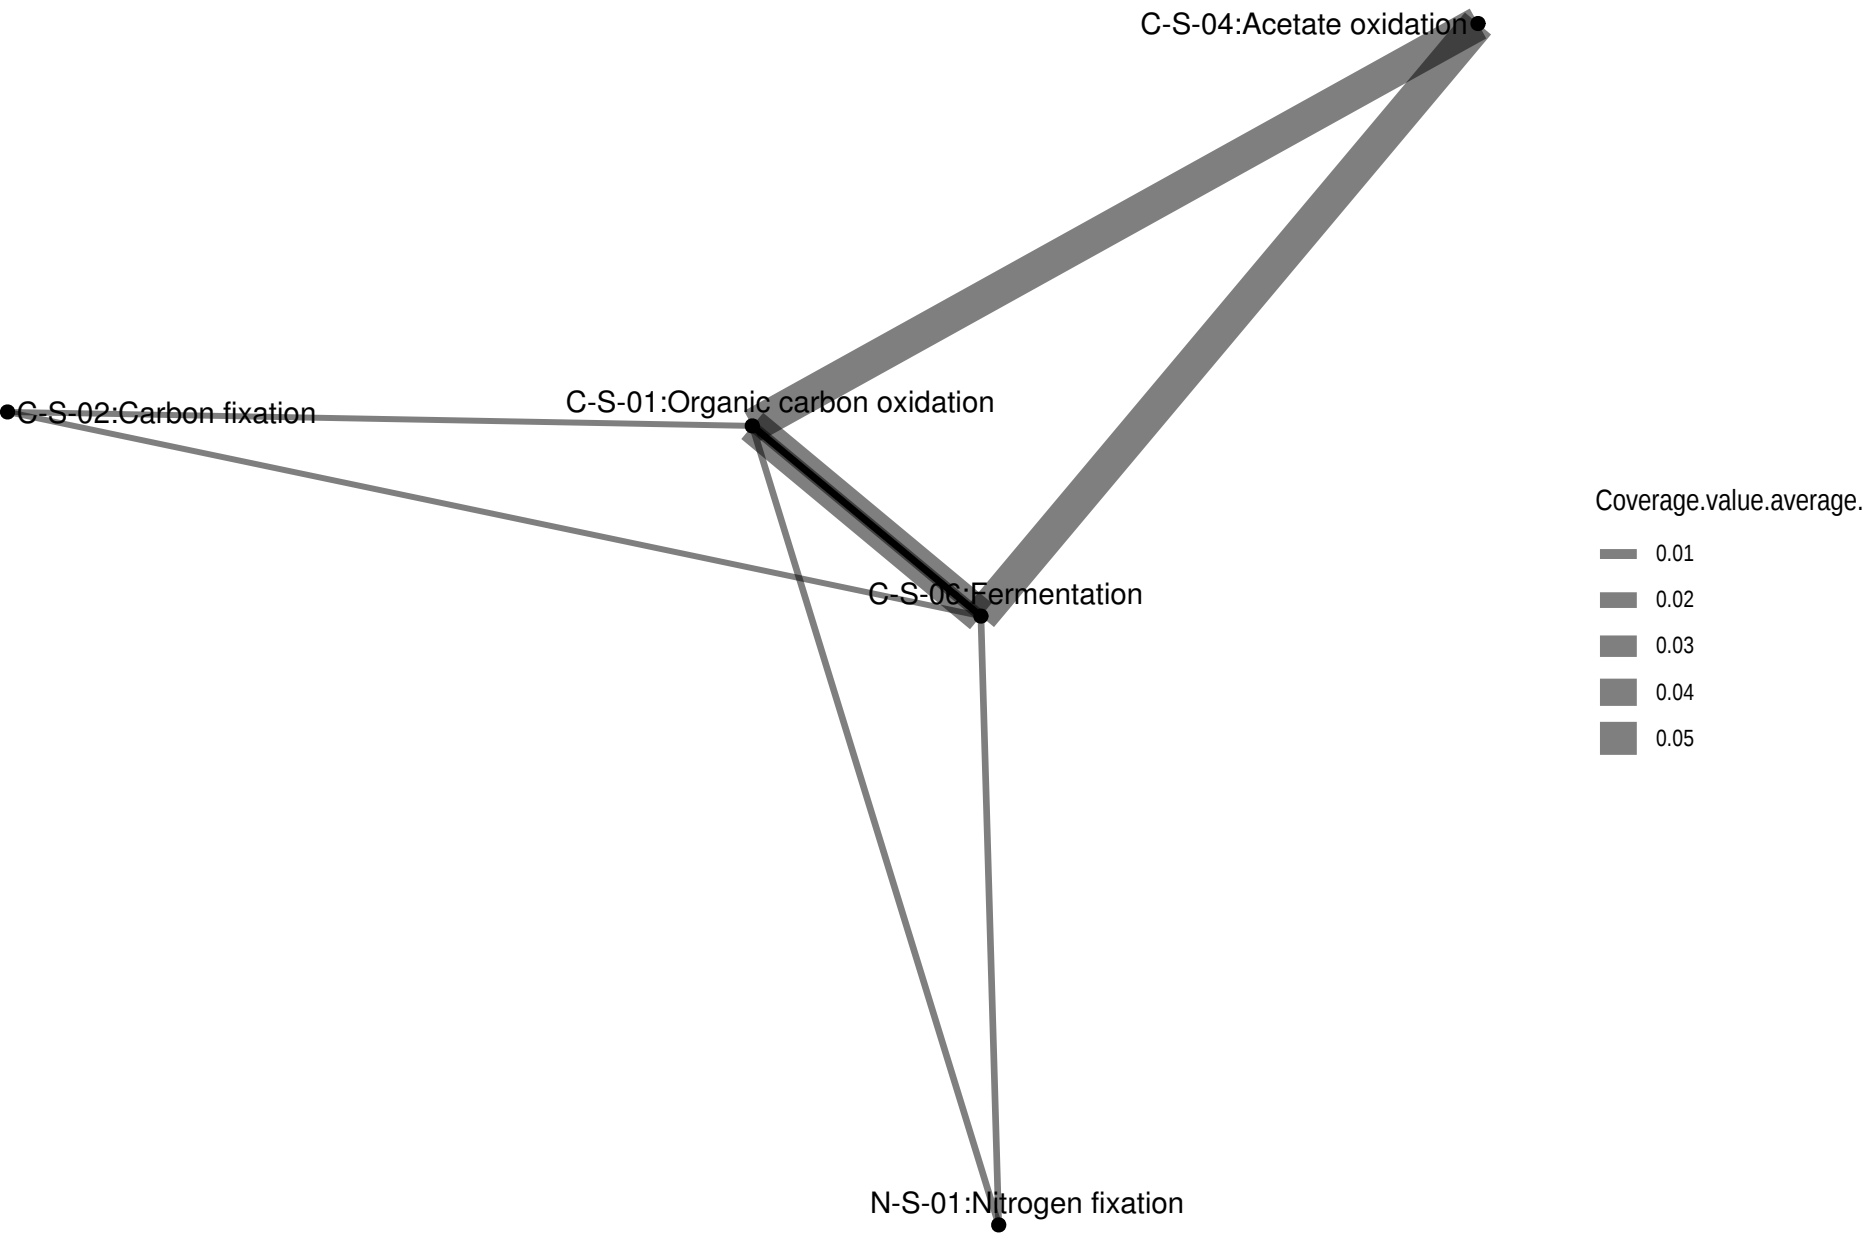 C-S-04:Acetate oxidation
C-S-01:Organic carbon oxidation
C-S-02:Carbon fixation
C-S-06:Fermentation
N-S-01:Nitrogen fixation
Coverage.value.average.
0.01
0.02
0.03
0.04
0.05